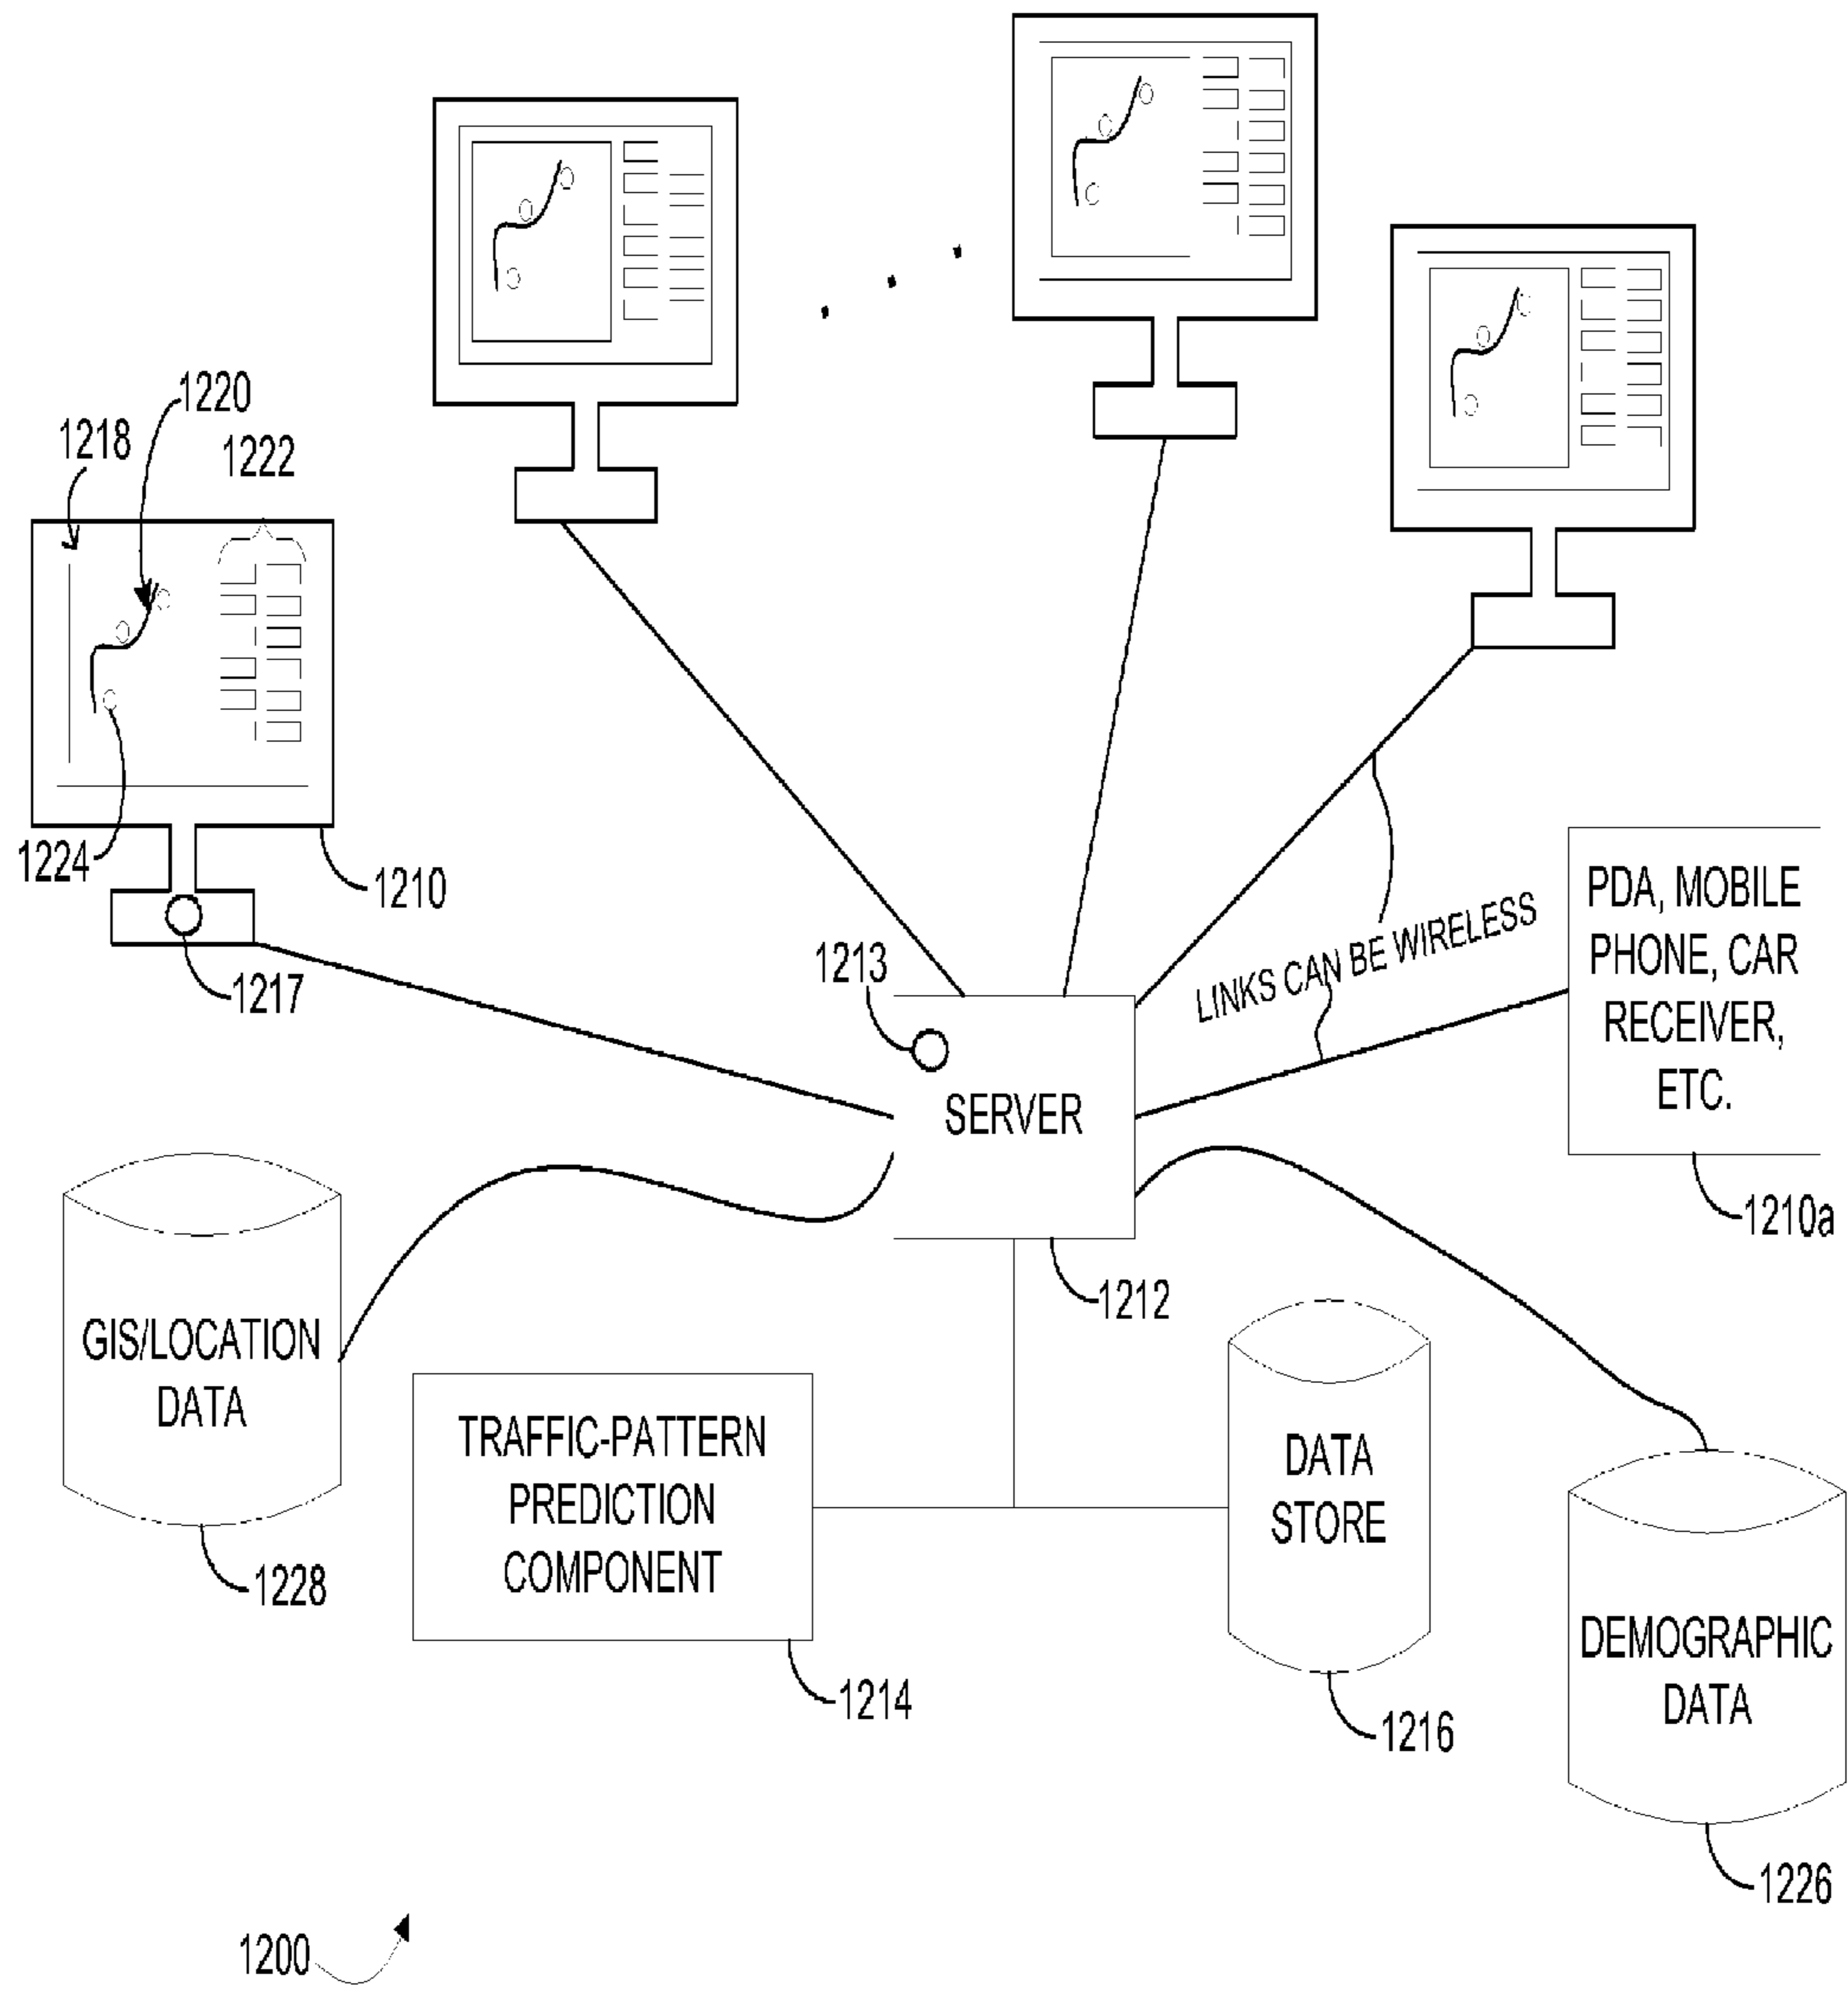 1220
1218
1222
1224
1210
1217
1213
LINKS CAN BE WIRELESS
PDA, MOBILE
PHONE, CAR
RECEIVER,
ETC.
SERVER
1210a
1212
GIS/LOCATION
DATA
TRAFFIC-PATTERN
PREDICTION
COMPONENT
DATA
STORE
1228
DEMOGRAPHIC
DATA
1214
1216
1226
1200